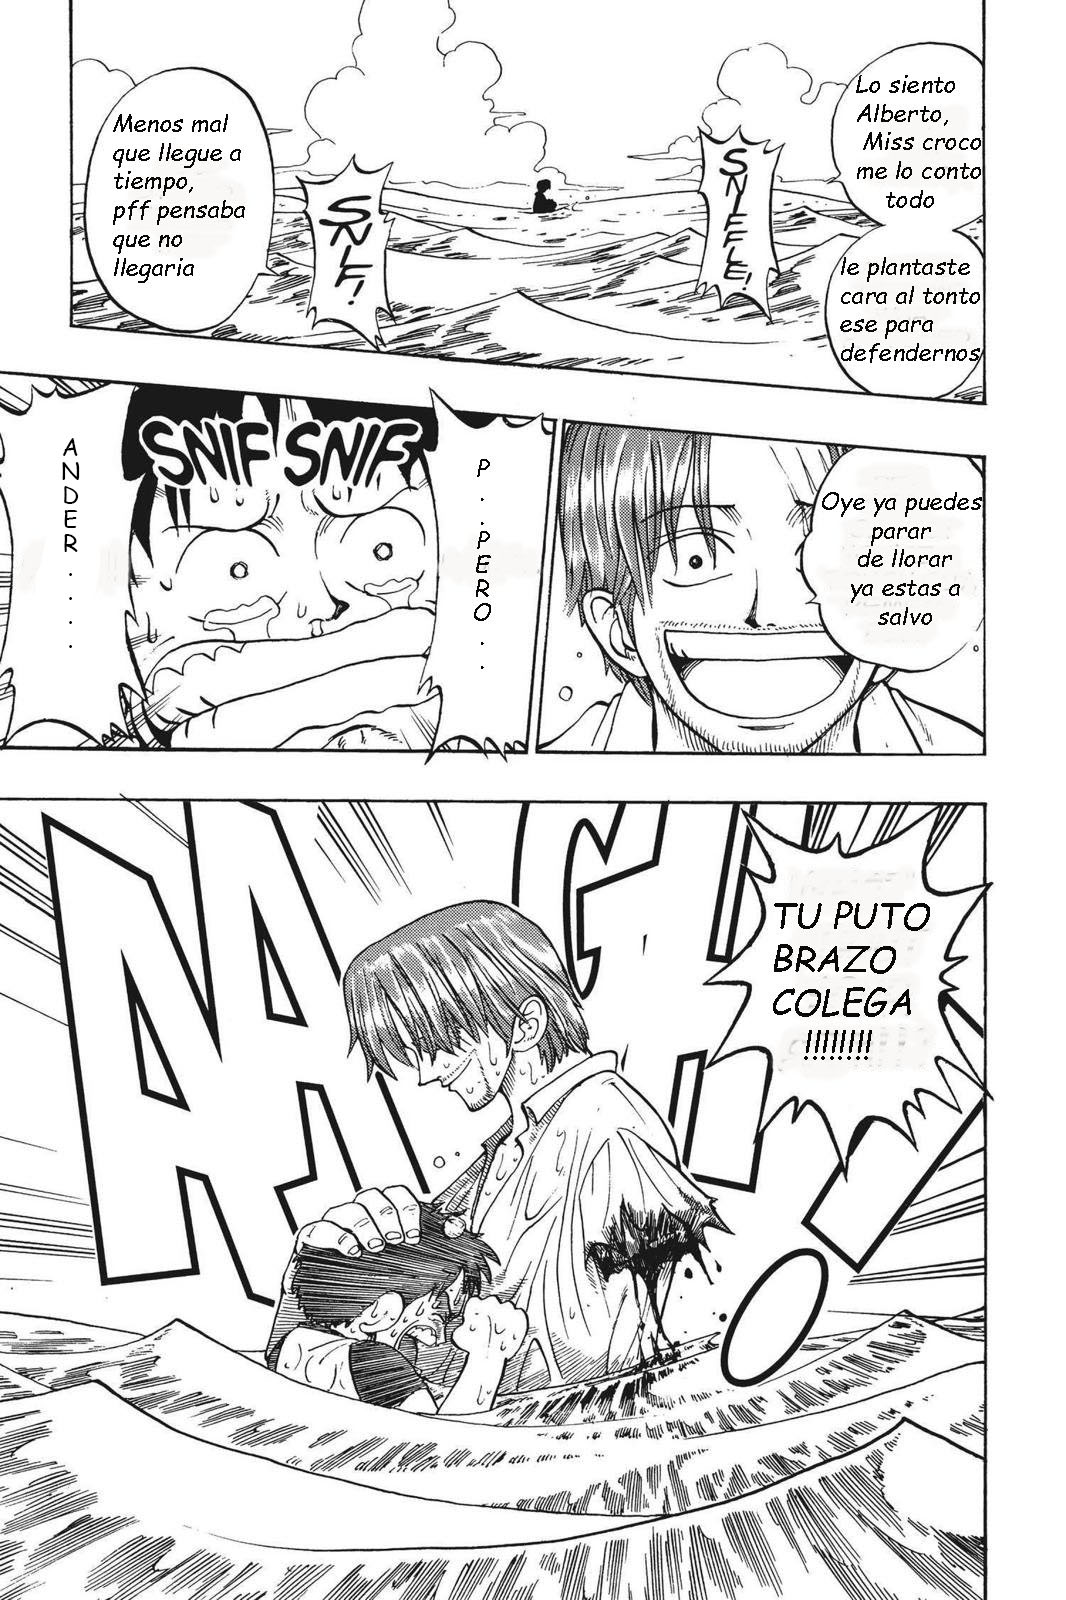 Lo siento
Alberto,
Miss croco
me lo conto
todo
le plantaste
cara al tonto
ese para
defendernos
SNIFFLE!
SNIF!
Menos mal
que llegue a
tiempo,
pff pensaba
que no
llegaria
Oye ya puedes
parar
de llorar
ya estas a
salvo
P..PERO..
SNIF SNIF
ANDER.....
TU PUTO
BRAZO
COLEGA
!!!!!!!!